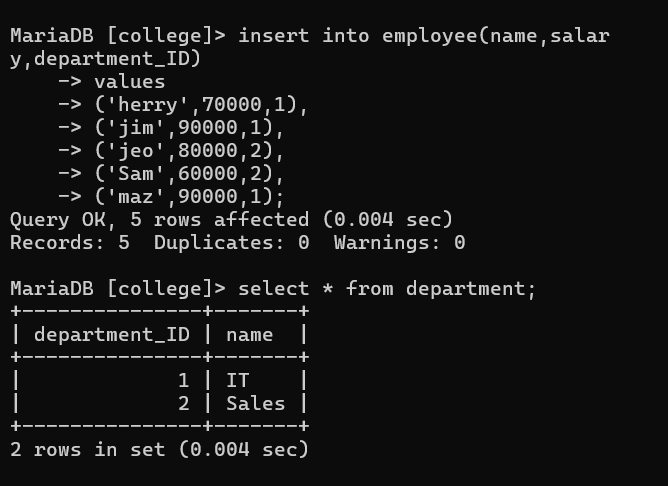 MariaDB [college]> insert into employee(name,salar
y,department_ID)
    -> values
    -> ('herry',70000,1),
    -> ('jim',90000,1),
    -> ('jeo',80000,2),
    -> ('Sam',60000,2),
    -> ('maz',90000,1);
Query OK, 5 rows affected (0.004 sec)
Records: 5  Duplicates: 0  Warnings: 0

MariaDB [college]> select * from department;
+---------------+-------+
| department_ID | name  |
+---------------+-------+
|             1 | IT    |
|             2 | Sales |
+---------------+-------+
2 rows in set (0.004 sec)